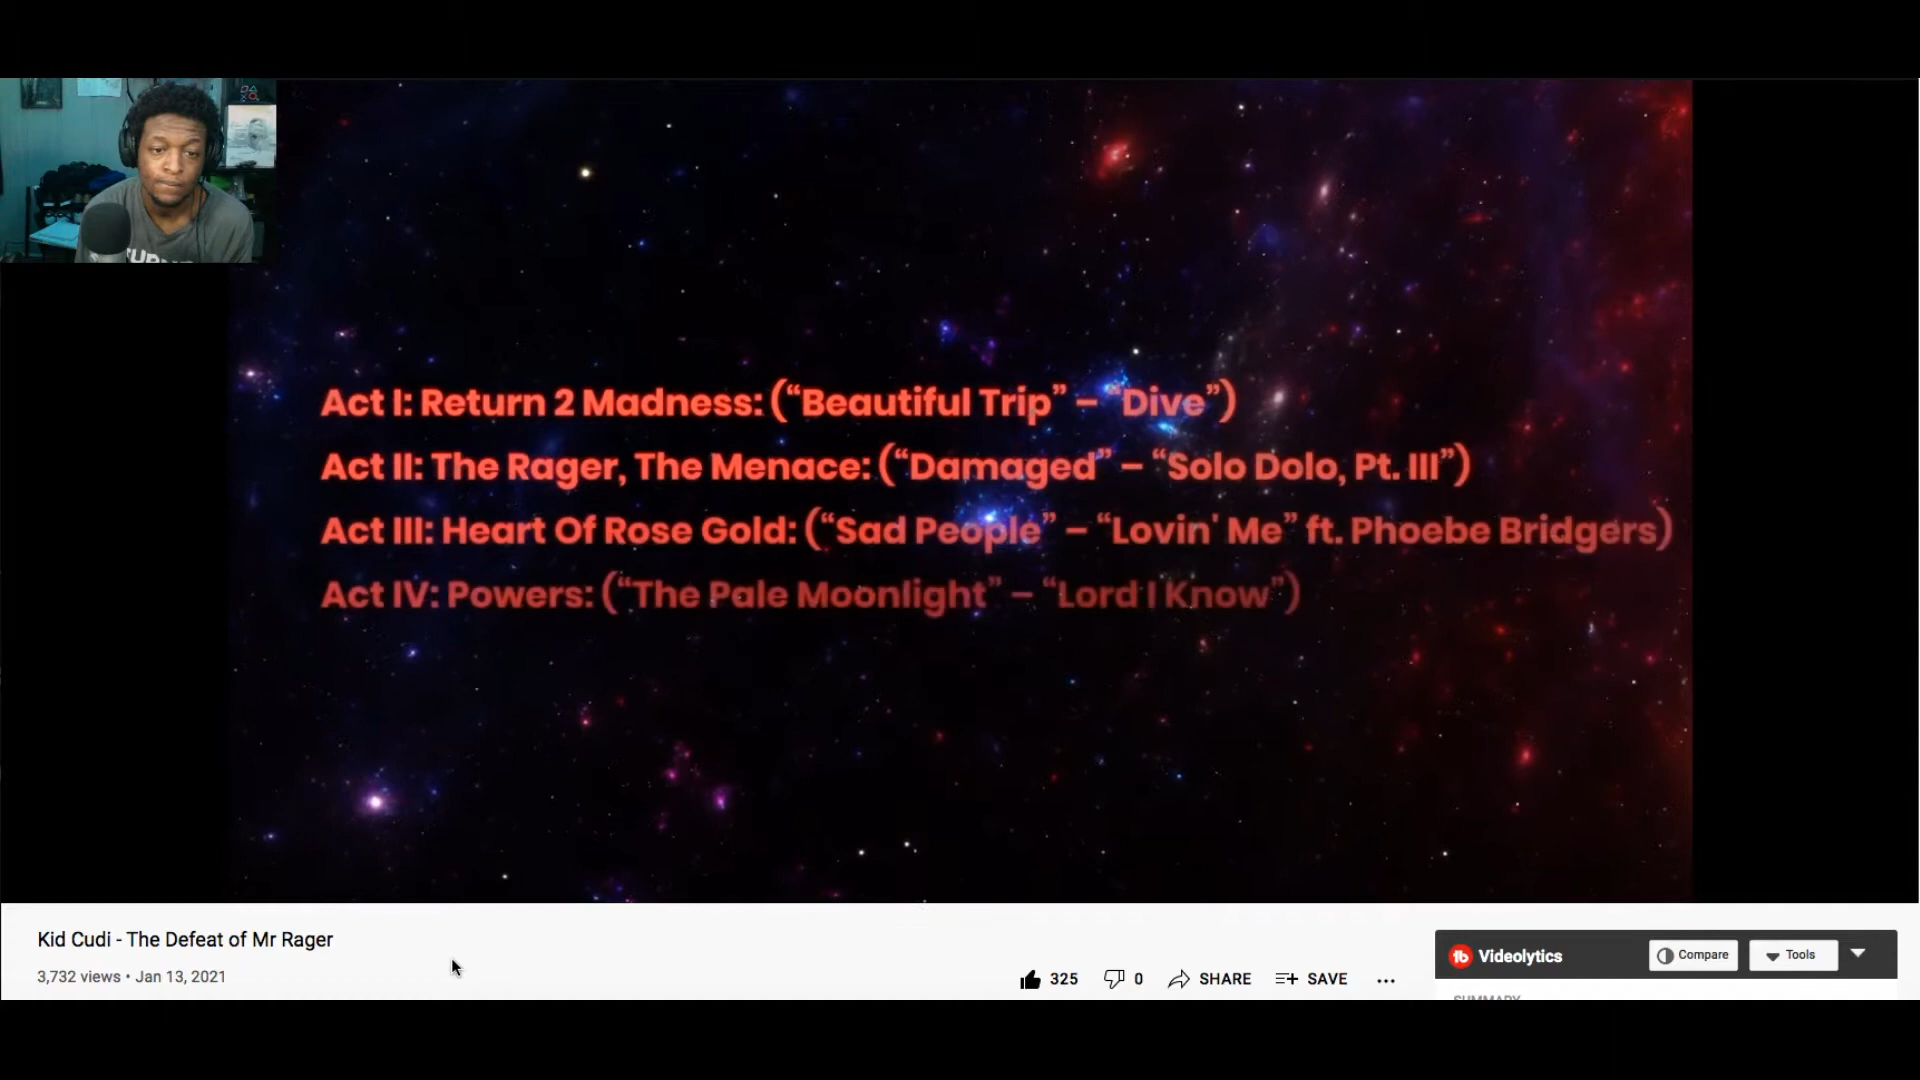 Act I: Return 2 Madness: (“Beautiful Trip” – “Dive”)
Act II: The Rager, The Menace: (“Damaged” – “Solo Dolo, Pt. III”)
Act III: Heart Of Rose Gold: (“Sad People” – “Lovin' Me” ft. Phoebe Bridgers)
Act IV: Powers: (“The Pale Moonlight” – “Lord I Know”)
Kid Cudi - The Defeat of Mr Rager
3,732 views • Jan 13, 2021
325 0 SHARE SAVE ...
tb Videolytics Compare Tools
SUMMARY